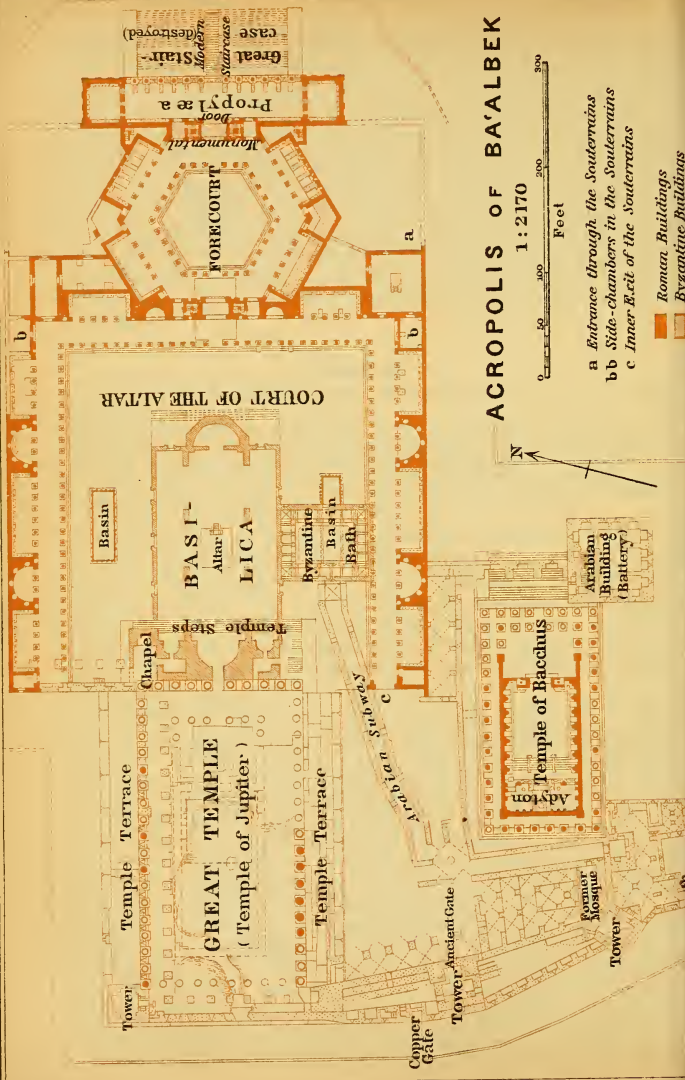 ACROPOLIS OF BA'ALBEK
1 : 2170
0 50 100 200 300
Feet
a Entrance through the Souterrains
bb Side-chambers in the Souterrains
c Inner Exit of the Souterrains
Roman Buildings
Byzantine Buildings
N
Great Stair-
case
(destroyed)
Modern
Staircase
Propylæa
Monumental
Door
FORECOURT
a
b
b
COURT OF THE ALTAR
Basin
BASI-
Altar
LICA
Byzantine
Basin
Bath
Temple Steps
Chapel
c
Arabian Subway
Temple Terrace
GREAT TEMPLE
(Temple of Jupiter)
Temple Terrace
Tower
Arabian
Building
(Battery)
Temple of Bacchus
Adyton
Ancient Gate
Tower
Copper
Gate
Former
Mosque
Tower